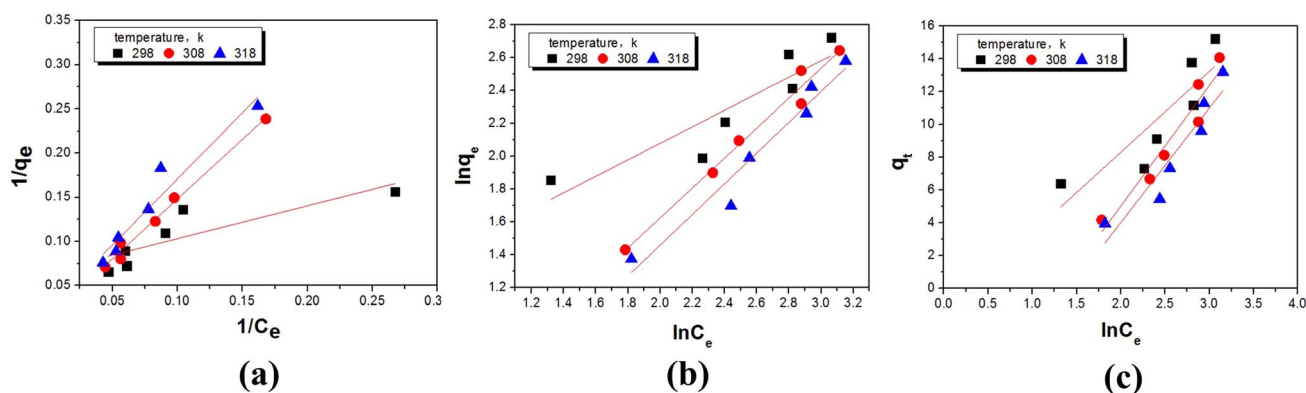 0.35
0.30
0.25
0.20
0.15
0.10
0.05
1/qe
temperature, k
298 308 318
0.05 0.10 0.15 0.20 0.25 0.3
1/Ce
(a)
2.8
2.6
2.4
2.2
2.0
1.8
1.6
1.4
1.2
lnqe
temperature, k
298 308 318
1.2 1.4 1.6 1.8 2.0 2.2 2.4 2.6 2.8 3.0 3.2
lnCe
(b)
16
14
12
10
8
6
4
2
0
qt
temperature, k
298 308 318
0.0 0.5 1.0 1.5 2.0 2.5 3.0 3.5 4.0
lnCe
(c)